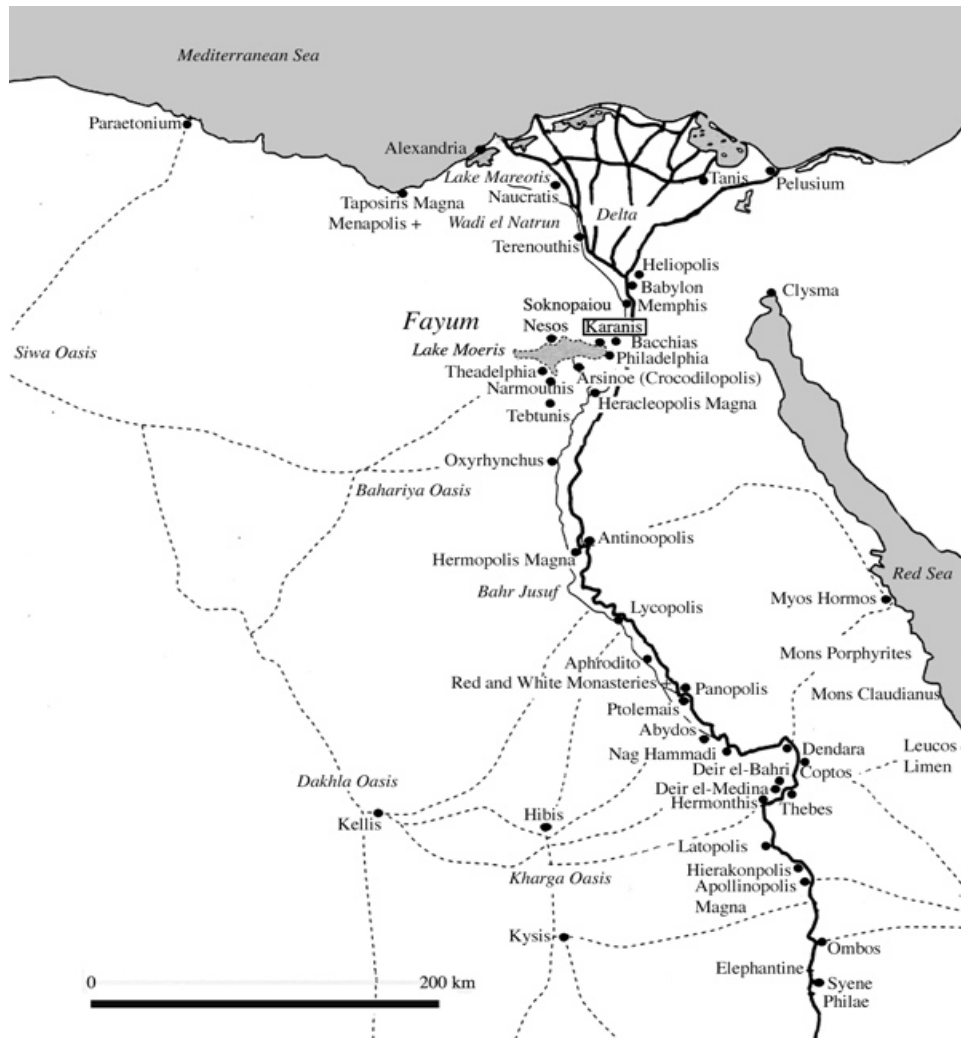 Mediterranean Sea
Paraetonium
Alexandria
Lake Mareotis
Tanis
Pelusium
Taposiris Magna
Naucratis
Menapolis +
Wadi el Natrun
Delta
Terenouthis
Heliopolis
Babylon
Clysma
Soknopaiou
Memphis
Fayum
Nesos
Karanis
Bacchias
Siwa Oasis
Lake Moeris
Philadelphia
Theadelphia
Arsinoe (Crocodilopolis)
Narmouthis
Heracleopolis Magna
Tebtunis
Oxyrhynchus
Bahariya Oasis
Antinoopolis
Hermopolis Magna
Red Sea
Bahr Jusuf
Myos Hormos
Lycopolis
Mons Porphyrites
Aphrodito
Red and White Monasteries +
Panopolis
Mons Claudianus
Ptolemais
Abydos
Nag Hammadi
Dendara
Leucos
Limen
Deir el-Bahri
Coptos
Dakhla Oasis
Deir el-Medina
Hermonthis
Thebes
Kellis
Hibis
Latopolis
Kharga Oasis
Hierakonpolis
Apollinopolis
Magna
Kysis
Ombos
Elephantine
Syene
Philae
0 200 km